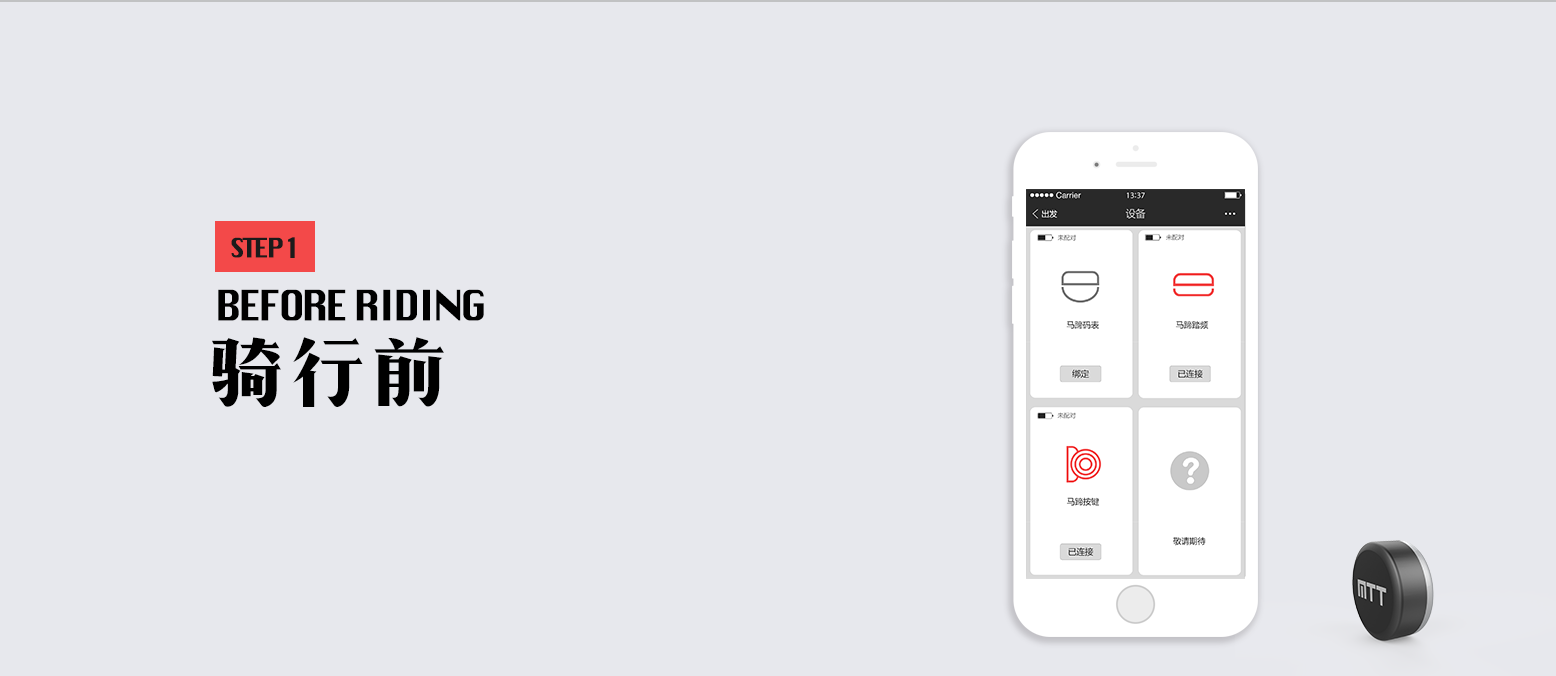 STEP 1
BEFORE RIDING
骑行前
Carrier
13:37
出发
设备
未配对
未配对
马蹄码表
马蹄踏频
绑定
已连接
未配对
马蹄按键
敬请期待
已连接
MTT